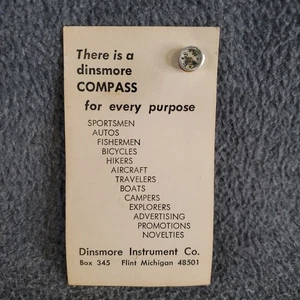 There is a
dinsmore
COMPASS
for every purpose
SPORTSMEN
AUTOS
FISHERMEN
BICYCLES
HIKERS
AIRCRAFT
TRAVELERS
BOATS
CAMPERS
EXPLORERS
ADVERTISING
PROMOTIONS
NOVELTIES
Dinsmore Instrument Co.
Box 345 Flint Michigan 48501